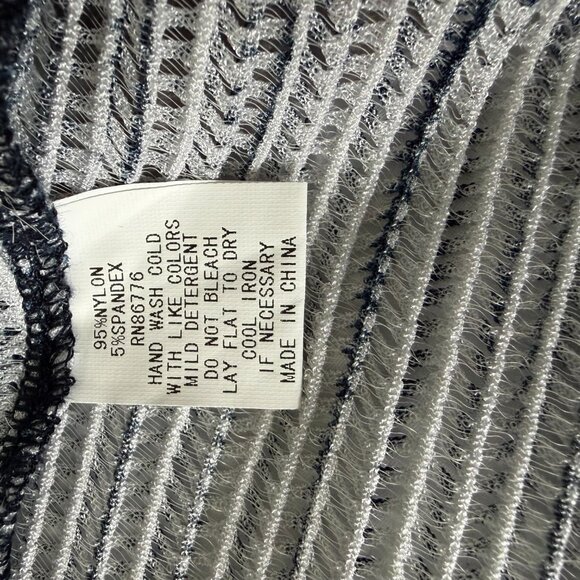 95%NYLON
5%SPANDEX
RN86776
HAND WASH COLD
WITH LIKE COLORS
MILD DETERGENT
DO NOT BLEACH
LAY FLAT TO DRY
COOL IRON
IF NECESSARY
MADE IN CHINA